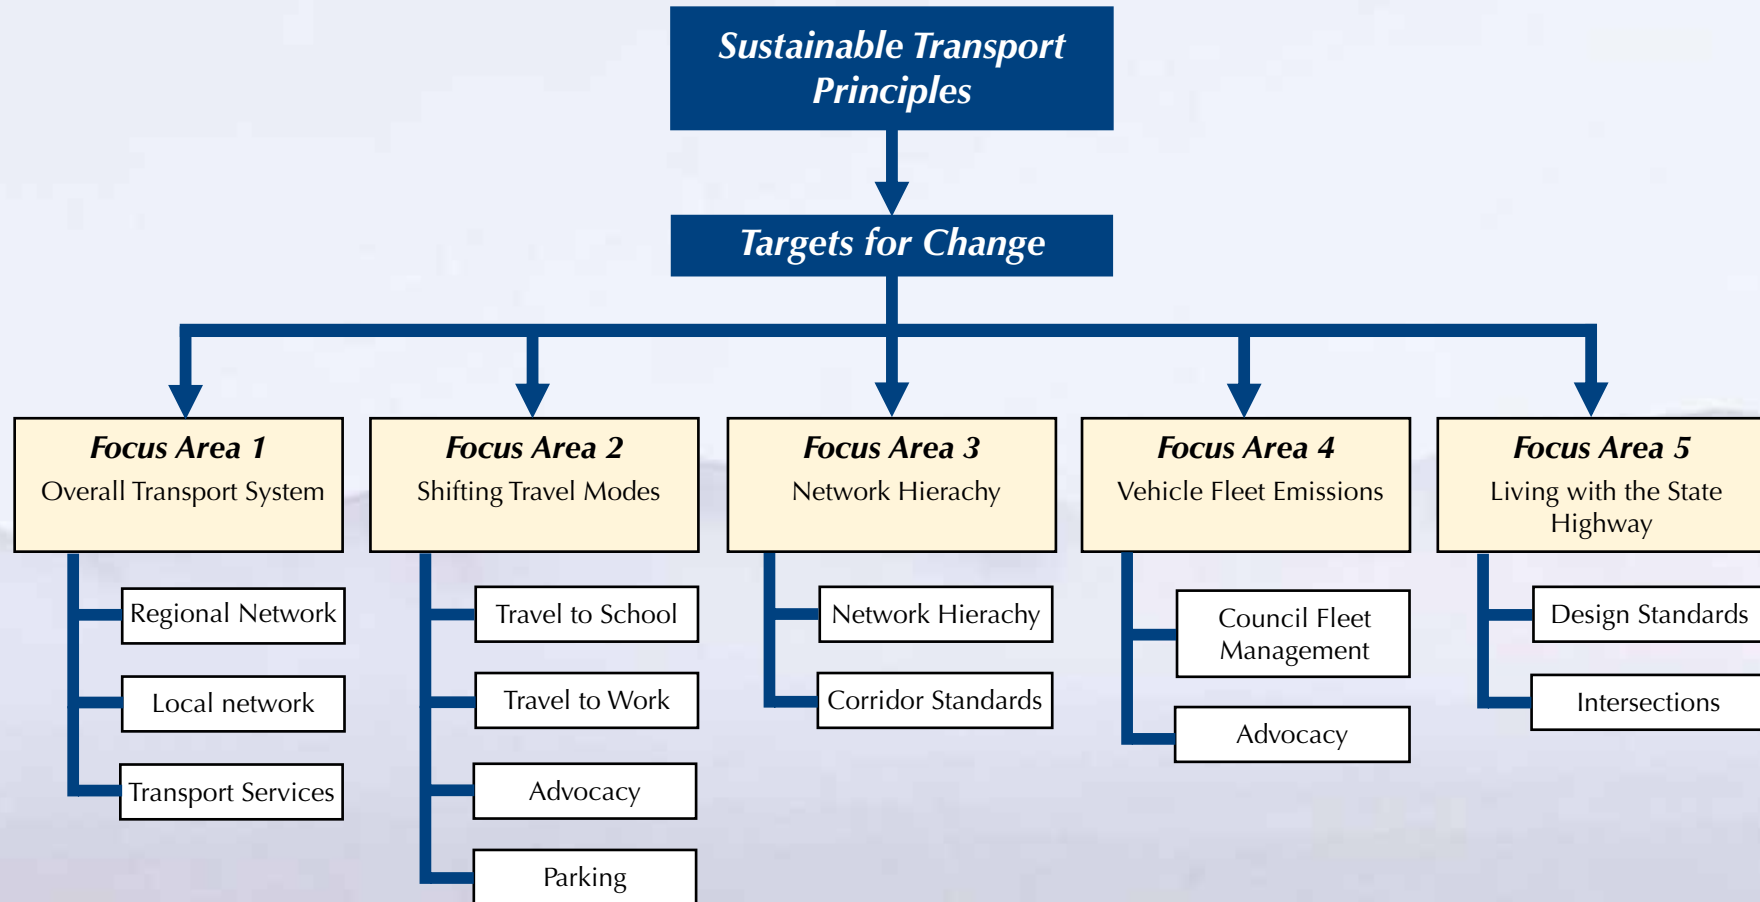 Sustainable Transport
Principles
Targets for Change
Focus Area 1
Overall Transport System
Regional Network
Local network
Transport Services
Focus Area 2
Shifting Travel Modes
Travel to School
Travel to Work
Advocacy
Parking
Focus Area 3
Network Hierachy
Network Hierachy
Corridor Standards
Focus Area 4
Vehicle Fleet Emissions
Council Fleet
Management
Advocacy
Focus Area 5
Living with the State
Highway
Design Standards
Intersections